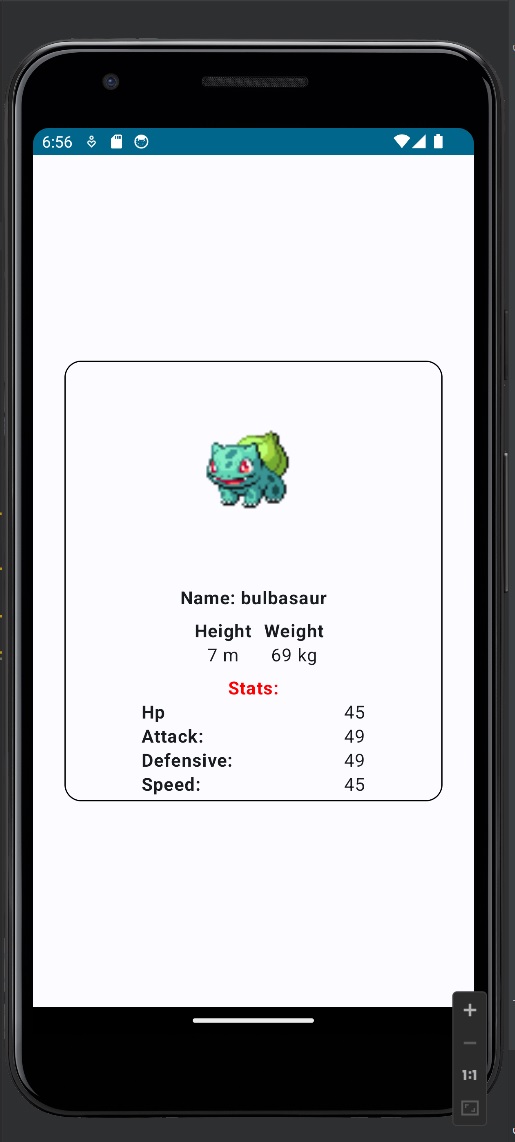 6:56
Name: bulbasaur
Height Weight
7 m 69 kg
Stats:
Hp 45
Attack: 49
Defensive: 49
Speed: 45
1:1